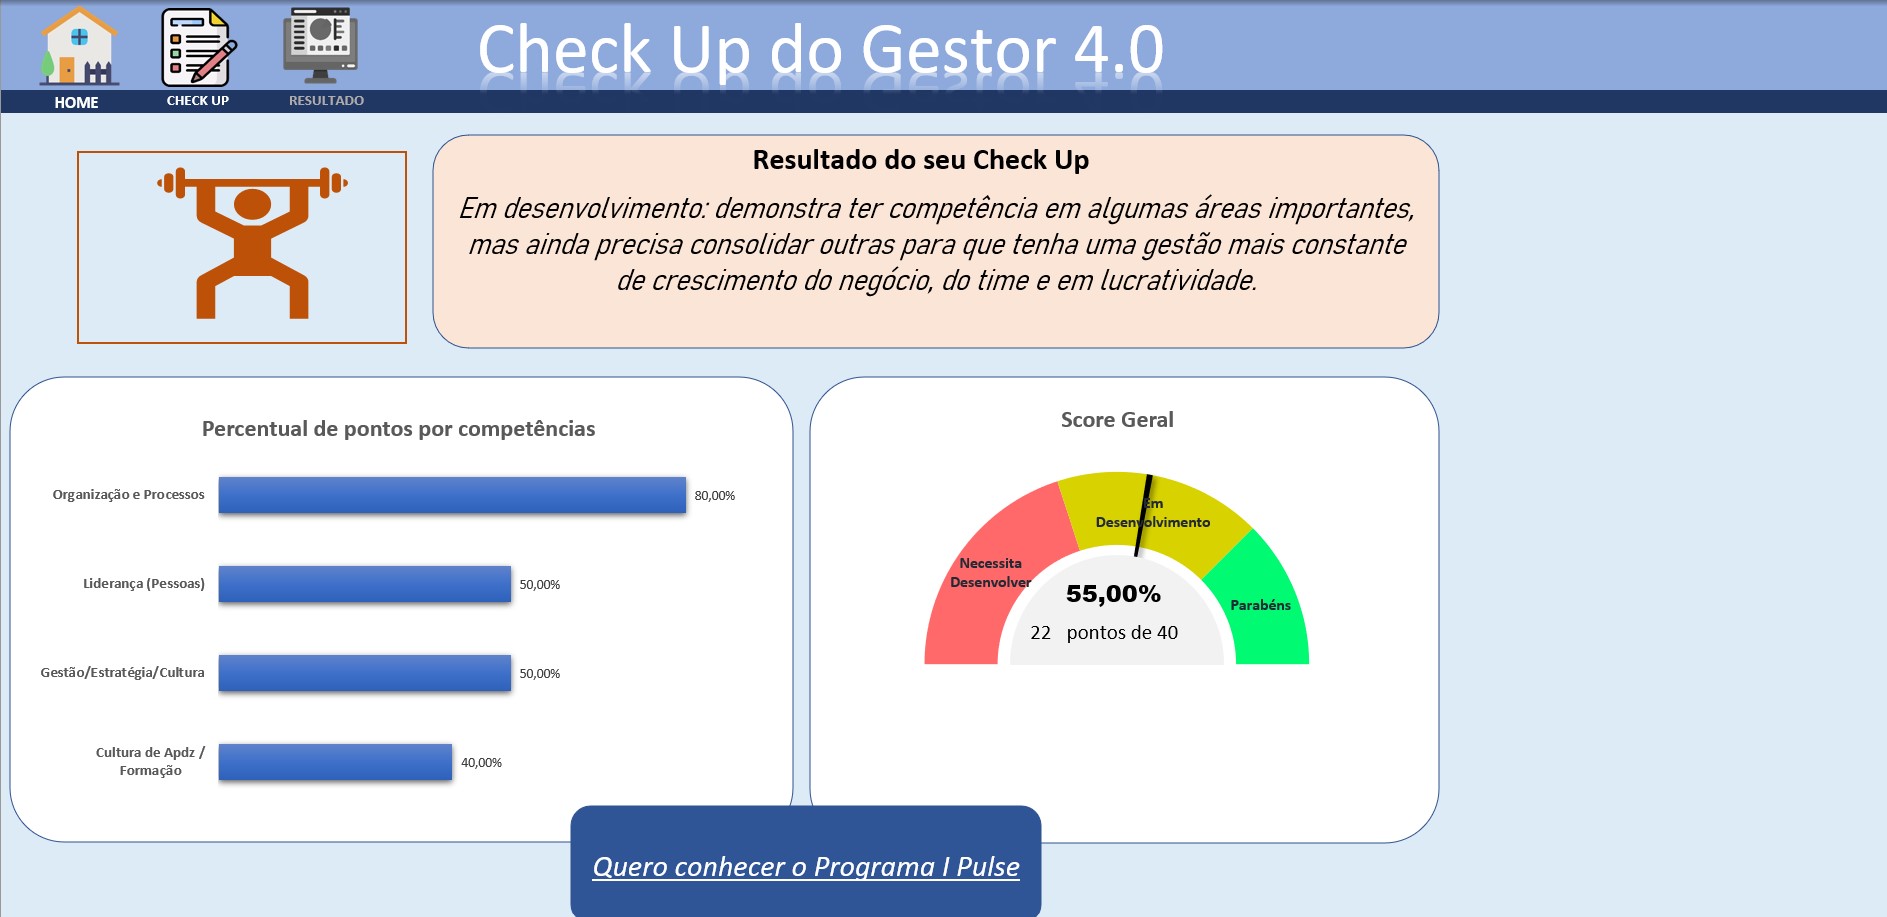 Check Up do Gestor 4.0
HOME
CHECK UP
RESULTADO
Resultado do seu Check Up
Em desenvolvimento: demonstra ter competência em algumas áreas importantes,
mas ainda precisa consolidar outras para que tenha uma gestão mais constante
de crescimento do negócio, do time e em lucratividade.
Percentual de pontos por competências
Organização e Processos
80,00%
Liderança (Pessoas)
50,00%
Gestão/Estratégia/Cultura
50,00%
Cultura de Apdz /
Formação
40,00%
Score Geral
Necessita
Desenvolver
Em
Desenvolvimento
Parabéns
55,00%
22 pontos de 40
Quero conhecer o Programa I Pulse